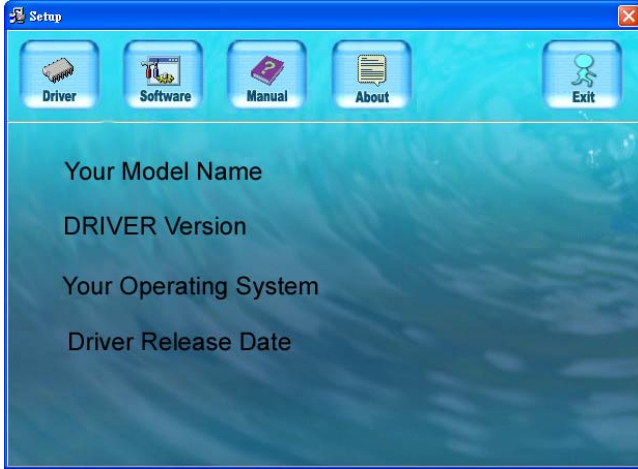 Setup
Driver
Software
Manual
About
Exit
Your Model Name
DRIVER Version
Your Operating System
Driver Release Date